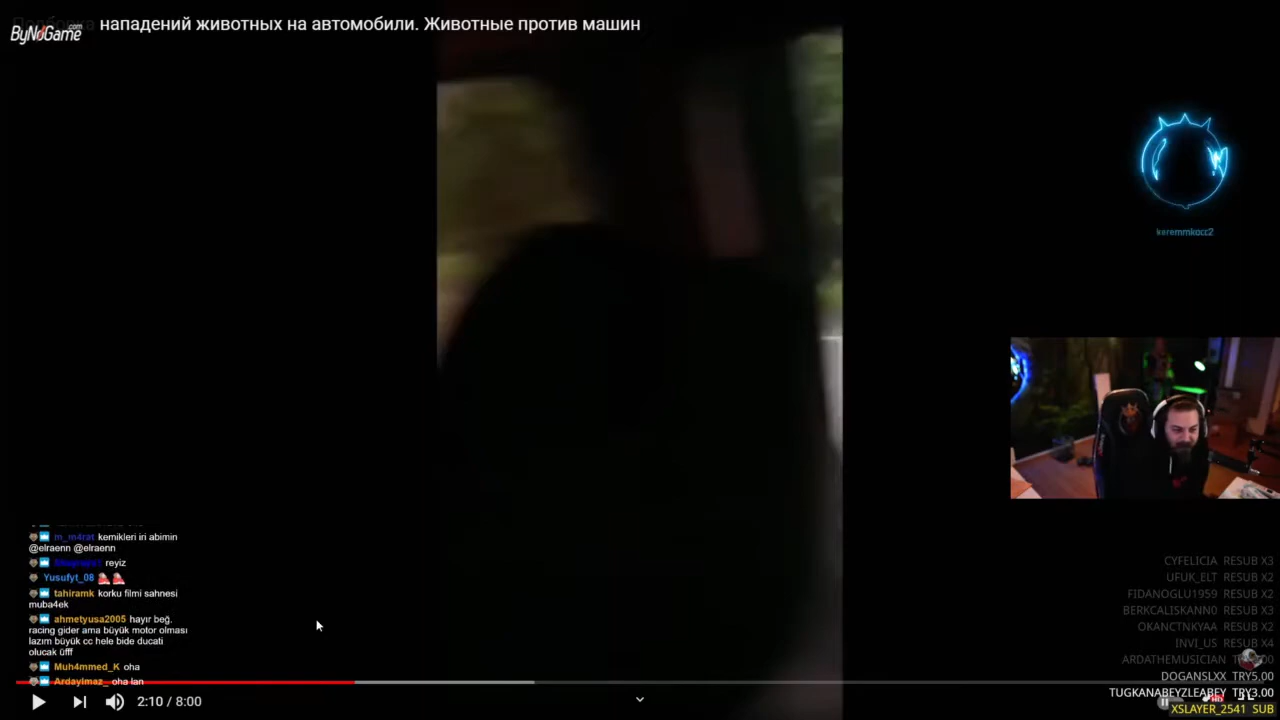 нападений животных на автомобили. Животные против машин
ByNoGame.com
keremmkocc2
m_m4rat kemikleri iri abimin
@elraenn @elraenn
reyiz
Yusufyt_08
tahiramk korku filmi sahnesi
muba4ek
ahmetyusa2005 hayır beğ.
racing gider ama büyük motor olması
lazım büyük cc hele bide ducati
olucak üfff
Muh4mmed_K oha
Ardaylmaz_ oha lan
CYFELICIA RESUB X3
UFUK_ELT RESUB X2
FIDANOGLU1959 RESUB X2
BERKCALISKANN0 RESUB X3
OKANCTNKYAA RESUB X2
INVI_US RESUB X4
ARDATHEMUSICIAN
DOGANSLXX TRY5.00
TUGKANABEYZLEABEY TRY3.00
XSLAYER_2541 SUB
2:10 / 8:00